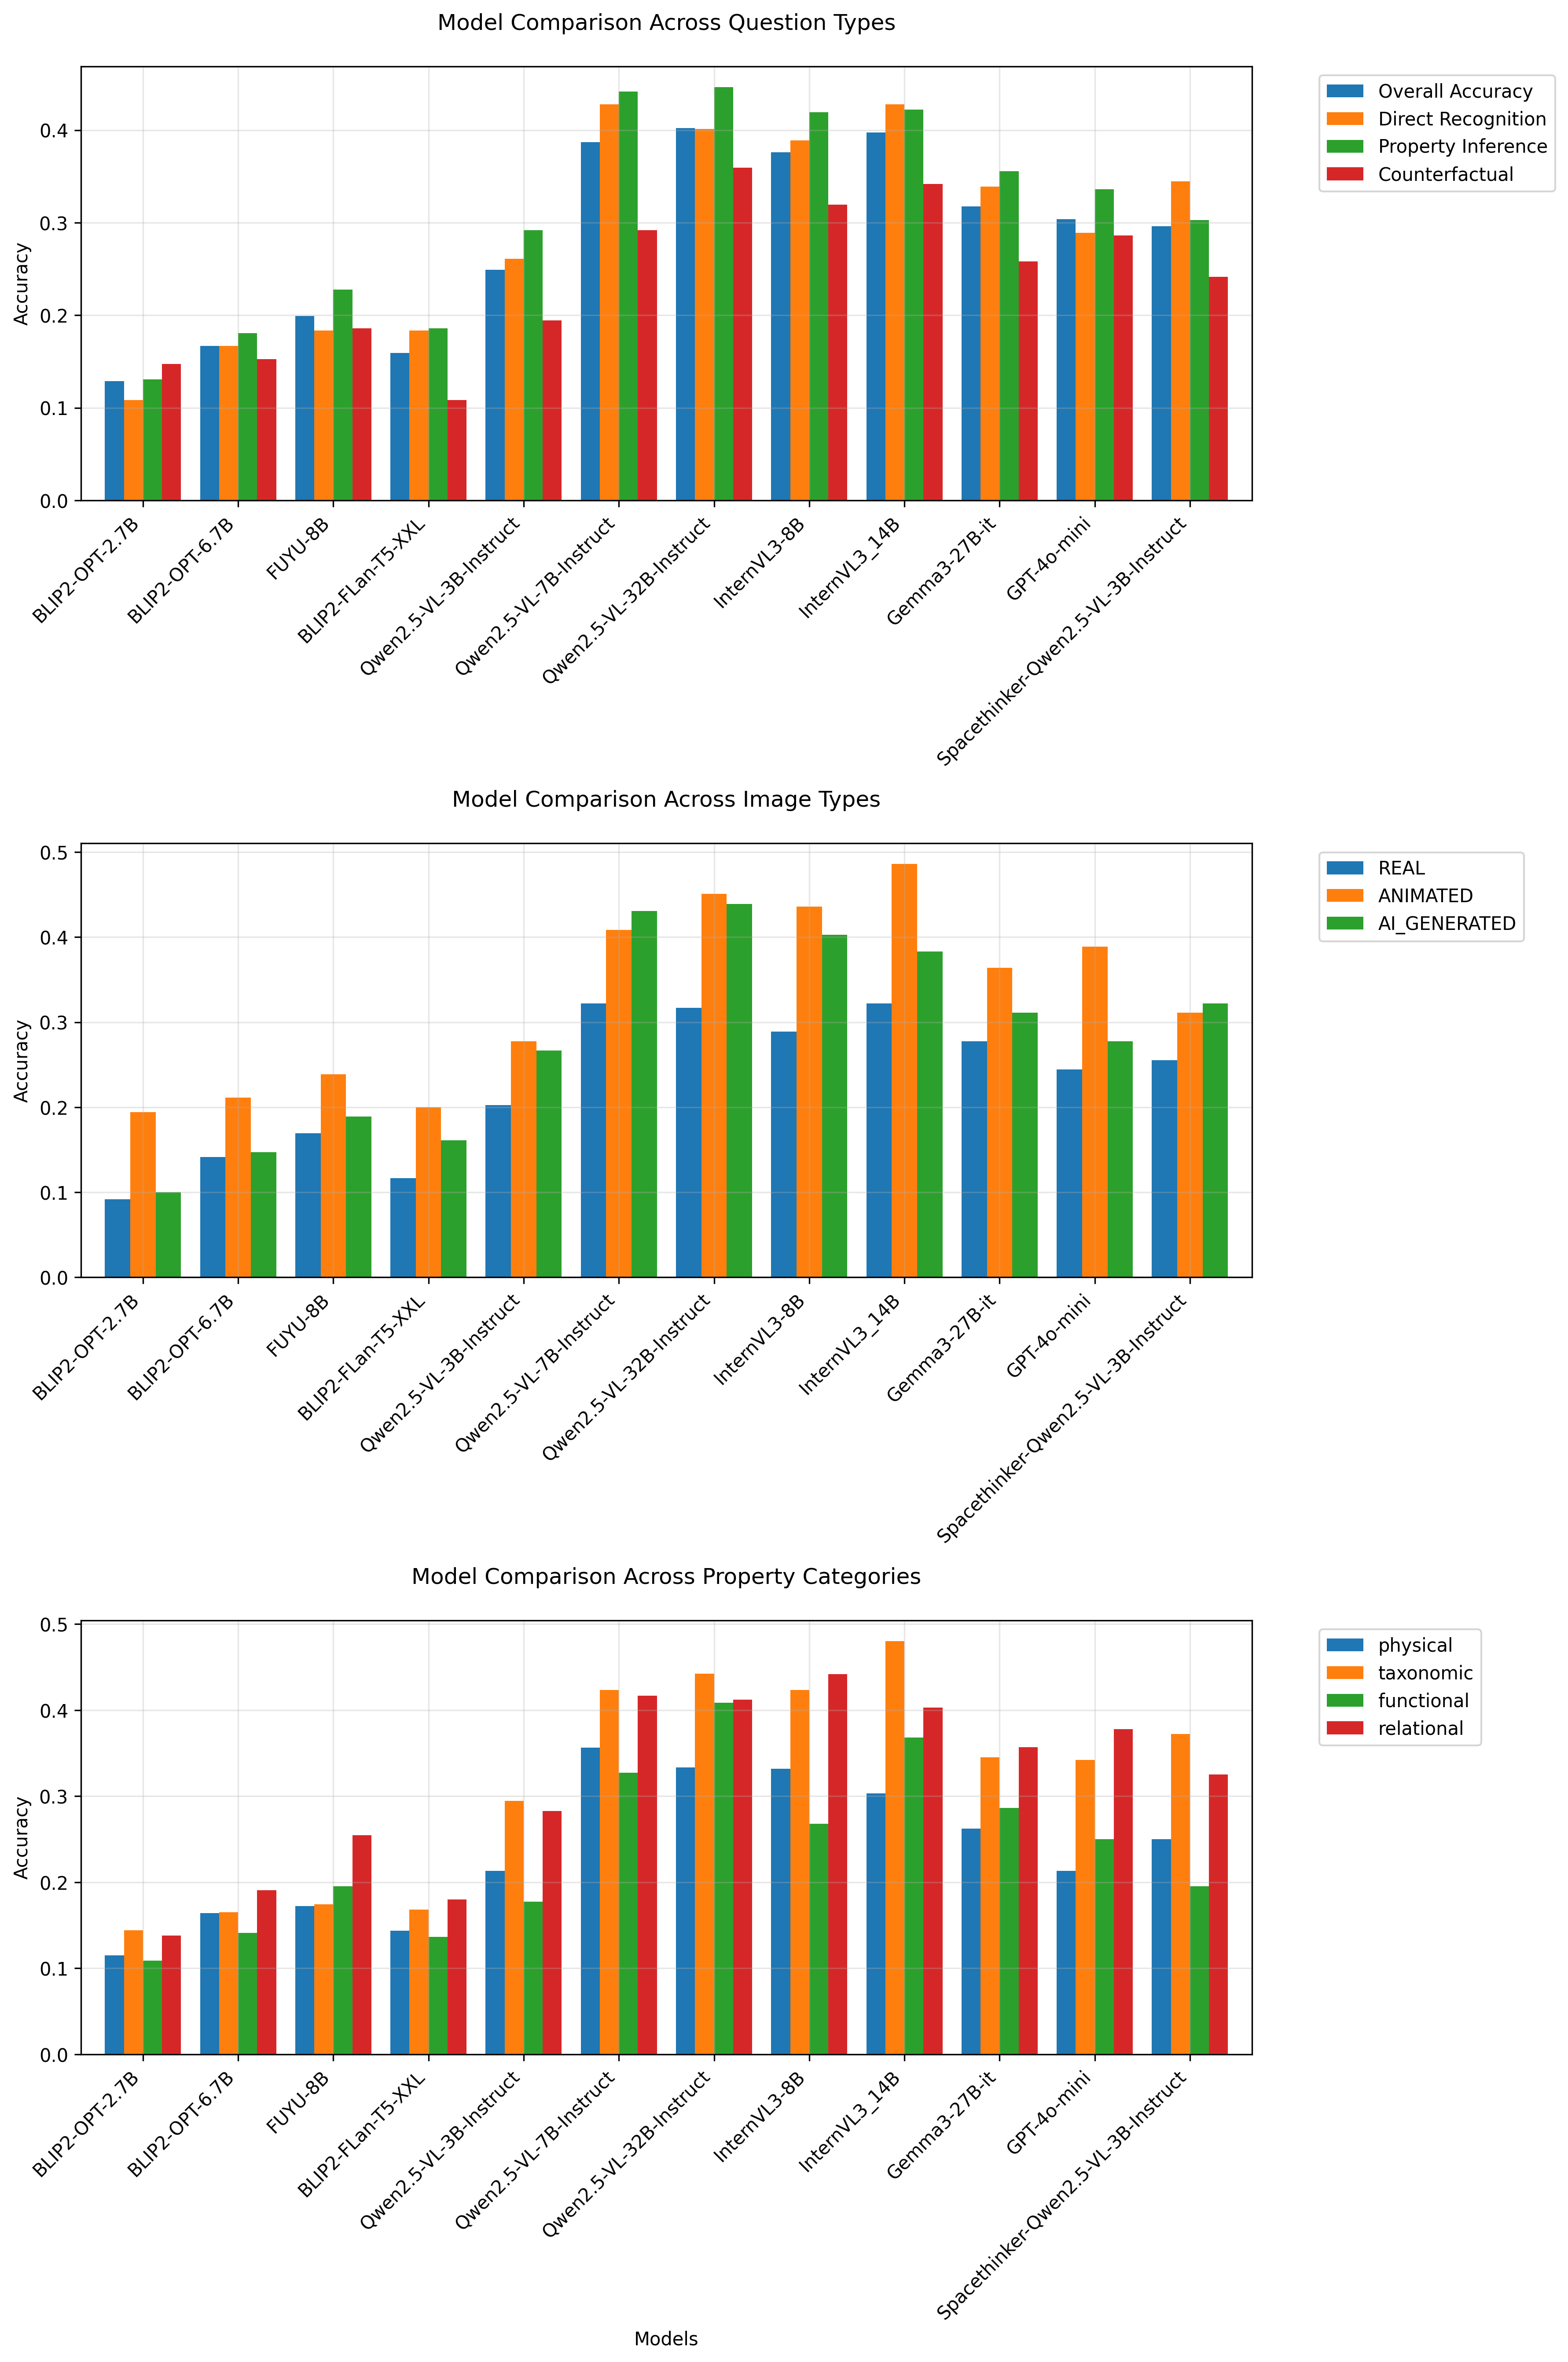 Model Comparison Across Question Types
Accuracy
0.4
0.3
0.2
0.1
0.0
BLIP2-OPT-2.7B
BLIP2-OPT-6.7B
FUYU-8B
BLIP2-FLan-T5-XXL
Qwen2.5-VL-3B-Instruct
Qwen2.5-VL-7B-Instruct
Qwen2.5-VL-32B-Instruct
InternVL3-8B
InternVL3_14B
Gemma3-27B-it
GPT-4o-mini
Spacethinker-Qwen2.5-VL-3B-Instruct
Overall Accuracy
Direct Recognition
Property Inference
Counterfactual
Model Comparison Across Image Types
Accuracy
0.5
0.4
0.3
0.2
0.1
0.0
BLIP2-OPT-2.7B
BLIP2-OPT-6.7B
FUYU-8B
BLIP2-FLan-T5-XXL
Qwen2.5-VL-3B-Instruct
Qwen2.5-VL-7B-Instruct
Qwen2.5-VL-32B-Instruct
InternVL3-8B
InternVL3_14B
Gemma3-27B-it
GPT-4o-mini
Spacethinker-Qwen2.5-VL-3B-Instruct
REAL
ANIMATED
AI_GENERATED
Model Comparison Across Property Categories
Accuracy
0.5
0.4
0.3
0.2
0.1
0.0
BLIP2-OPT-2.7B
BLIP2-OPT-6.7B
FUYU-8B
BLIP2-FLan-T5-XXL
Qwen2.5-VL-3B-Instruct
Qwen2.5-VL-7B-Instruct
Qwen2.5-VL-32B-Instruct
InternVL3-8B
InternVL3_14B
Gemma3-27B-it
GPT-4o-mini
Spacethinker-Qwen2.5-VL-3B-Instruct
physical
taxonomic
functional
relational
Models